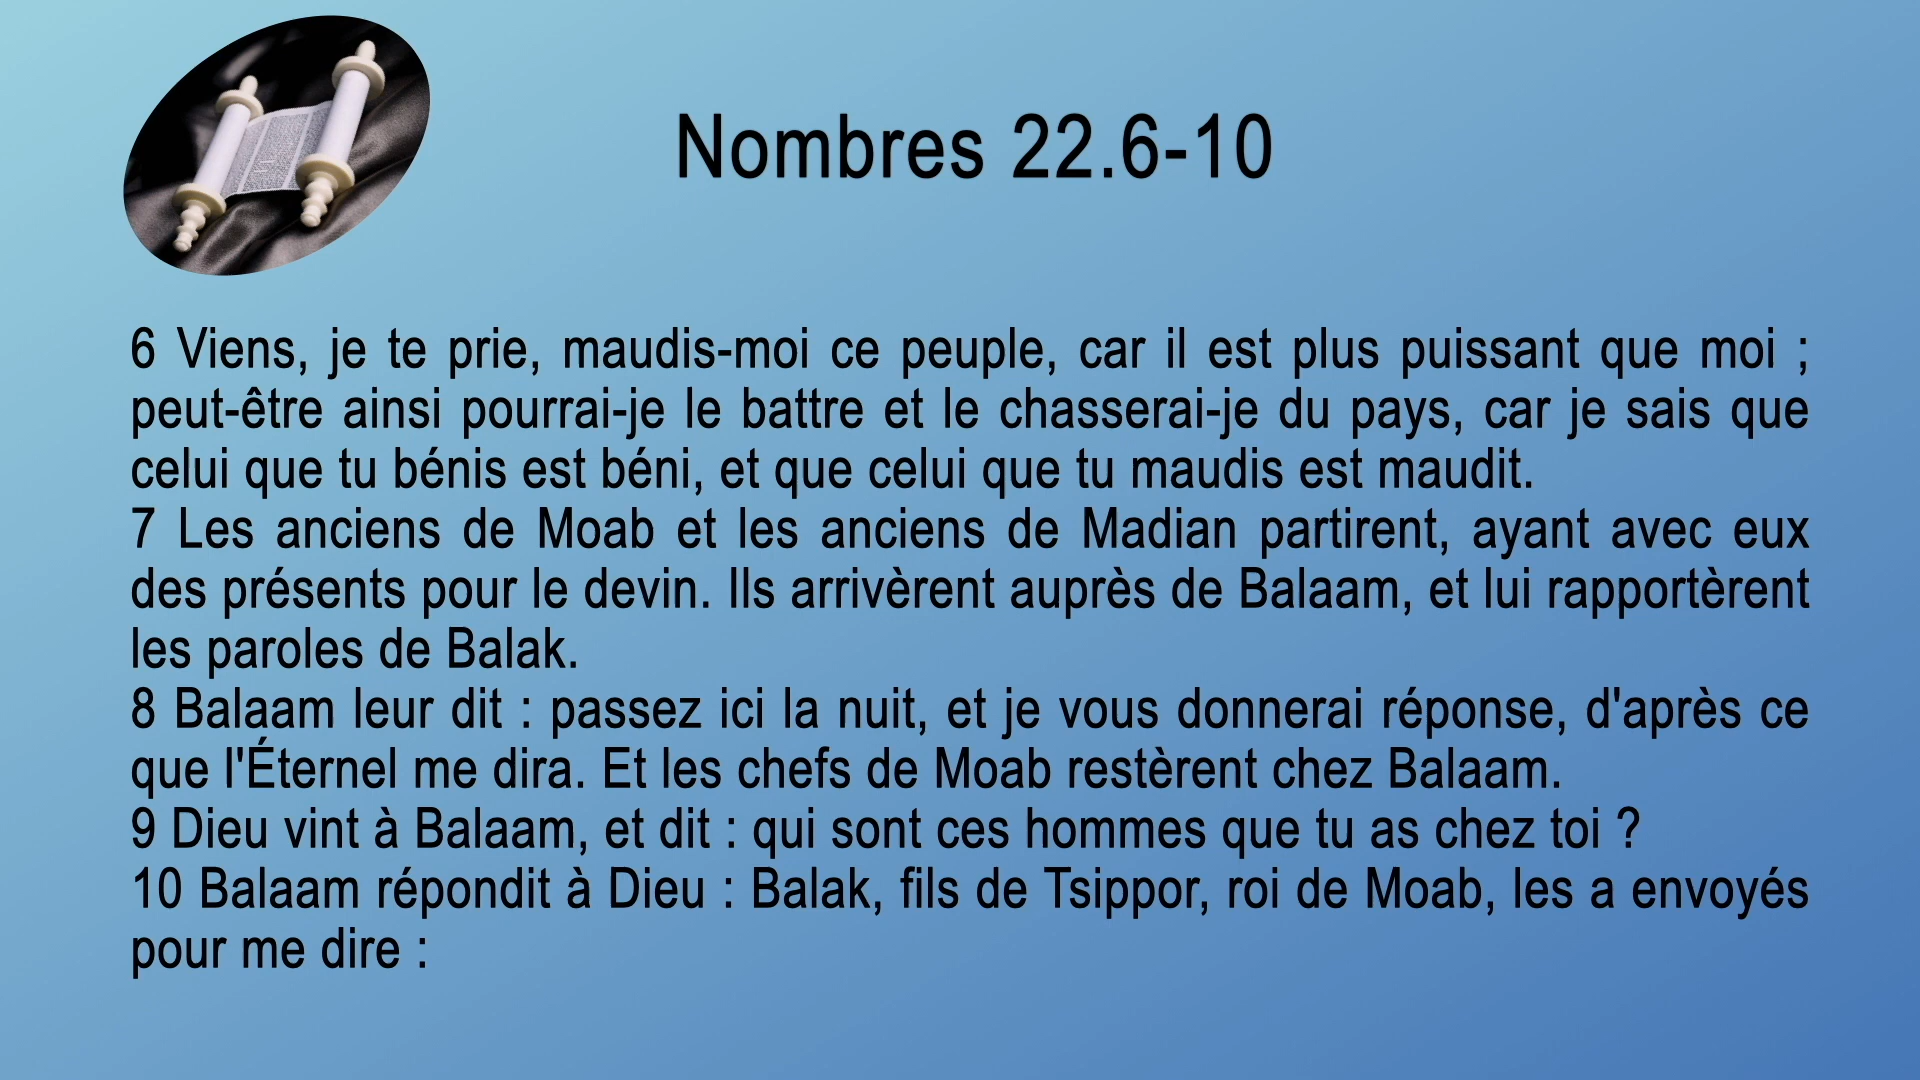 Nombres 22.6-10
6 Viens, je te prie, maudis-moi ce peuple, car il est plus puissant que moi ;
peut-être ainsi pourrai-je le battre et le chasserai-je du pays, car je sais que
celui que tu bénis est béni, et que celui que tu maudis est maudit.
7 Les anciens de Moab et les anciens de Madian partirent, ayant avec eux
des présents pour le devin. Ils arrivèrent auprès de Balaam, et lui rapportèrent
les paroles de Balak.
8 Balaam leur dit : passez ici la nuit, et je vous donnerai réponse, d'après ce
que l'Éternel me dira. Et les chefs de Moab restèrent chez Balaam.
9 Dieu vint à Balaam, et dit : qui sont ces hommes que tu as chez toi ?
10 Balaam répondit à Dieu : Balak, fils de Tsippor, roi de Moab, les a envoyés
pour me dire :